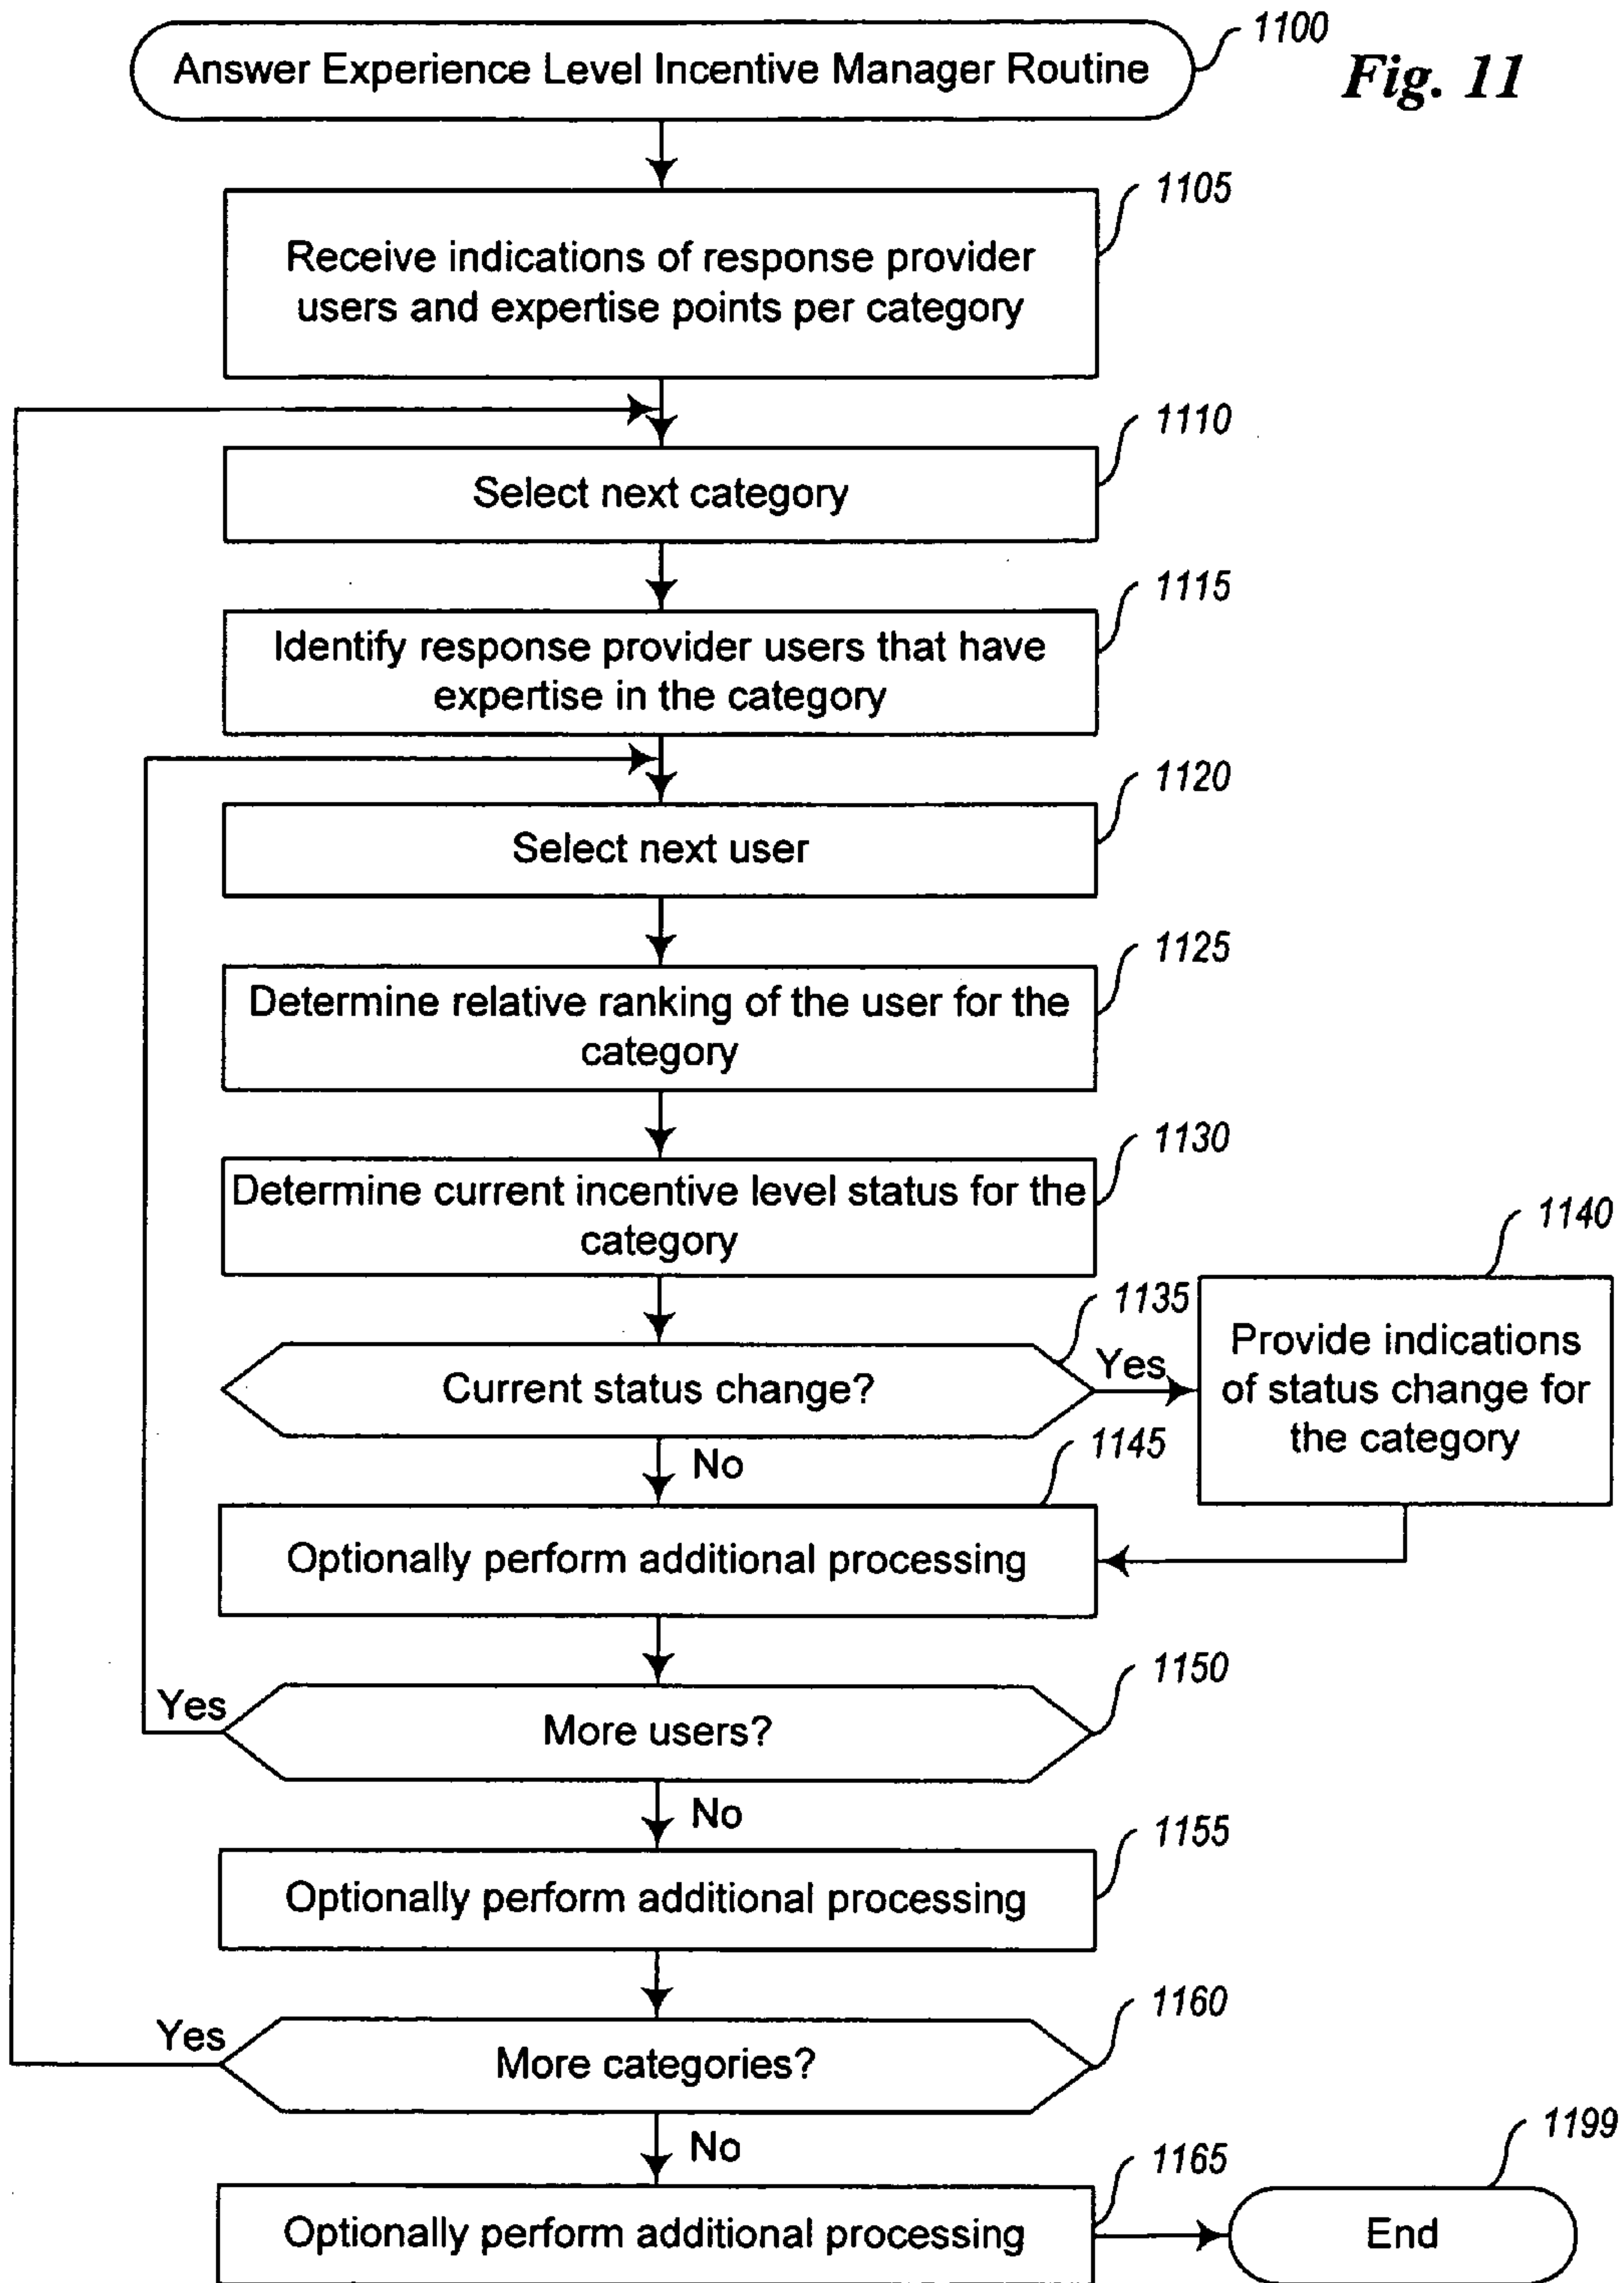 1100
Fig. 11
Answer Experience Level Incentive Manager Routine
1105
Receive indications of response provider
users and expertise points per category
1110
Select next category
1115
Identify response provider users that have
expertise in the category
1120
Select next user
1125
Determine relative ranking of the user for the
category
1130
Determine current incentive level status for the
category
1140
1135
Provide indications
of status change for
the category
Yes
Current status change?
No
1145
Optionally perform additional processing
1150
Yes
More users?
No
1155
Optionally perform additional processing
1160
Yes
More categories?
No
1165
1199
Optionally perform additional processing
End